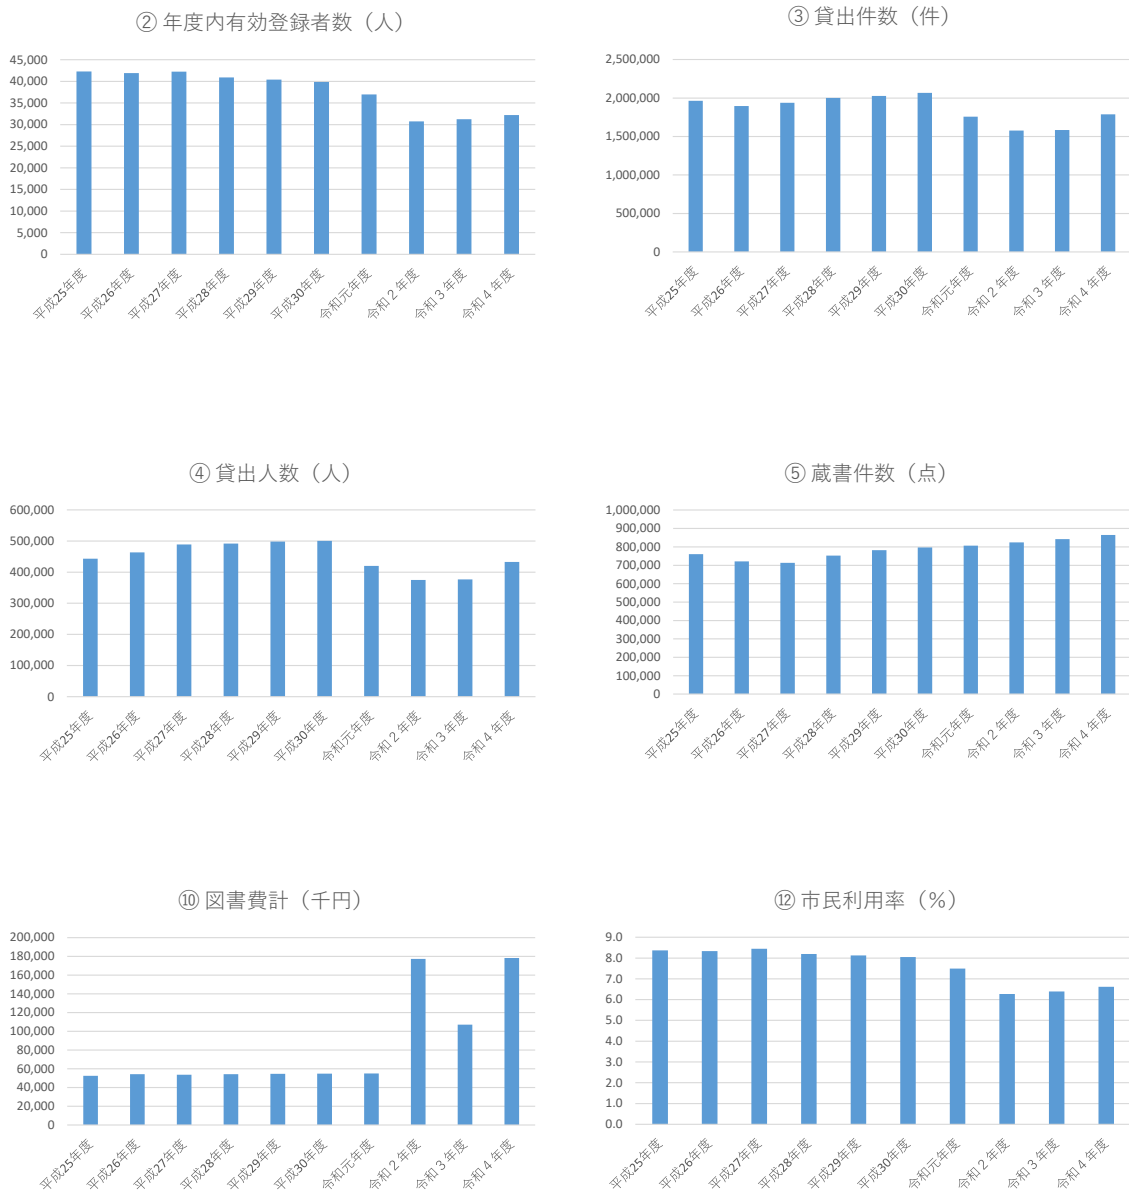 ② 年度内有効登録者数（人）
45,000
40,000
35,000
30,000
25,000
20,000
15,000
10,000
5,000
0
平成25年度
平成26年度
平成27年度
平成28年度
平成29年度
平成30年度
令和元年度
令和２年度
令和３年度
令和４年度
③ 貸出件数（件）
2,500,000
2,000,000
1,500,000
1,000,000
500,000
0
平成25年度
平成26年度
平成27年度
平成28年度
平成29年度
平成30年度
令和元年度
令和２年度
令和３年度
令和４年度
④ 貸出人数（人）
600,000
500,000
400,000
300,000
200,000
100,000
0
平成25年度
平成26年度
平成27年度
平成28年度
平成29年度
平成30年度
令和元年度
令和２年度
令和３年度
令和４年度
⑤ 蔵書件数（点）
1,000,000
900,000
800,000
700,000
600,000
500,000
400,000
300,000
200,000
100,000
0
平成25年度
平成26年度
平成27年度
平成28年度
平成29年度
平成30年度
令和元年度
令和２年度
令和３年度
令和４年度
⑩ 図書費計（千円）
200,000
180,000
160,000
140,000
120,000
100,000
80,000
60,000
40,000
20,000
0
平成25年度
平成26年度
平成27年度
平成28年度
平成29年度
平成30年度
令和元年度
令和２年度
令和３年度
令和４年度
⑫ 市民利用率（％）
9.0
8.0
7.0
6.0
5.0
4.0
3.0
2.0
1.0
0.0
平成25年度
平成26年度
平成27年度
平成28年度
平成29年度
平成30年度
令和元年度
令和２年度
令和３年度
令和４年度